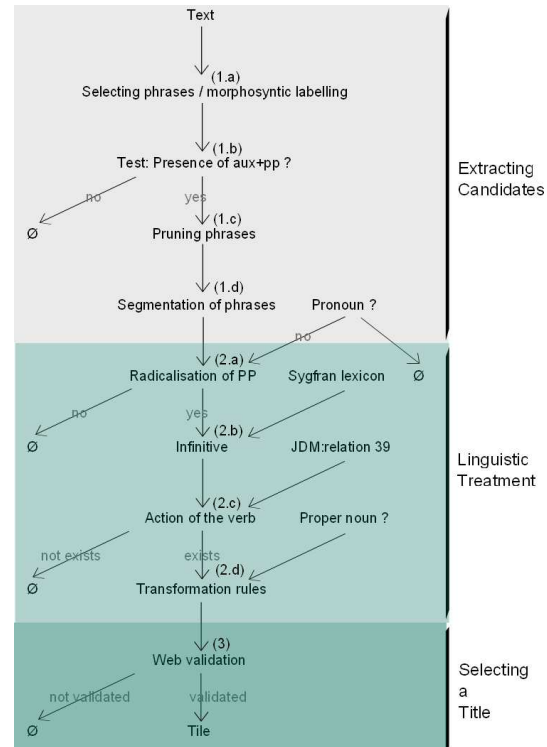 Text
(1.a)
Selecting phrases / morphosyntic labelling
(1.b)
Test: Presence of aux+pp ?
no yes
(1.c)
Ø Pruning phrases
Extracting
Candidates
(1.d)
Segmentation of phrases Pronoun ?
no
(2.a)
Radicalisation of PP Sygfran lexicon Ø
no yes
(2.b)
Ø Infinitive JDM:relation 39
Linguistic
Treatment
(2.c)
Action of the verb Proper noun ?
not exists exists
(2.d)
Ø Transformation rules
(3)
Web validation
not validated validated
Selecting
a
Title
Ø Tile